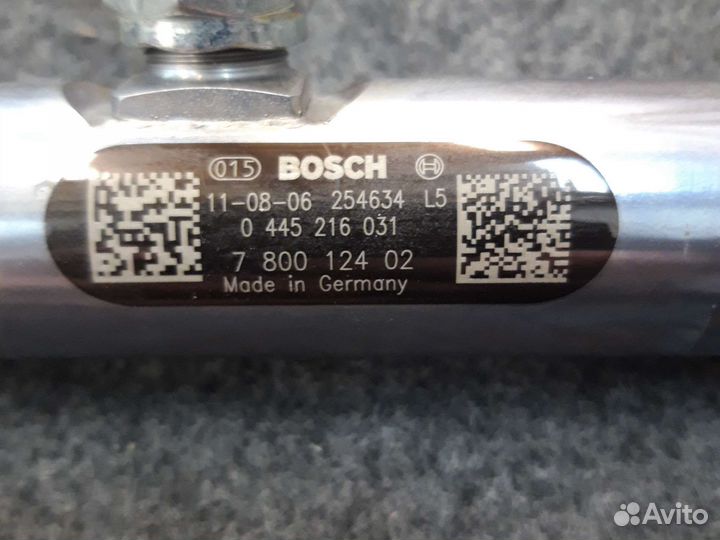 015 BOSCH
11-08-06 254634 L5
0 445 216 031
7 800 124 02
Made in Germany
Avito